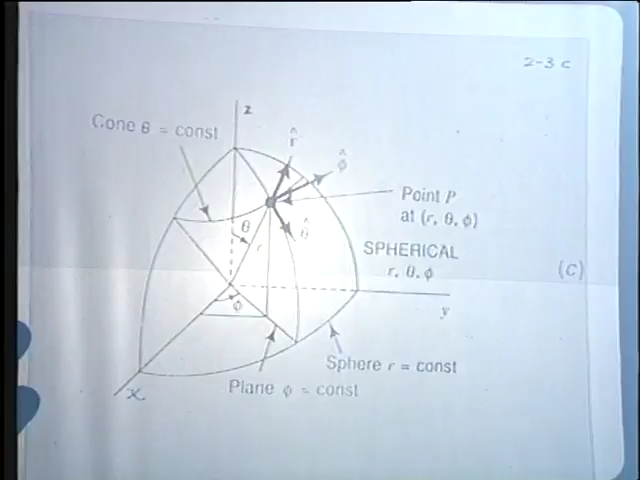 2-3 c
z
Cone θ = const
r̂
φ̂
Point P
at (r, θ, φ)
θ
θ̂
r
SPHERICAL
r, θ, φ
(C)
φ
y
Sphere r = const
Plane φ = const
x